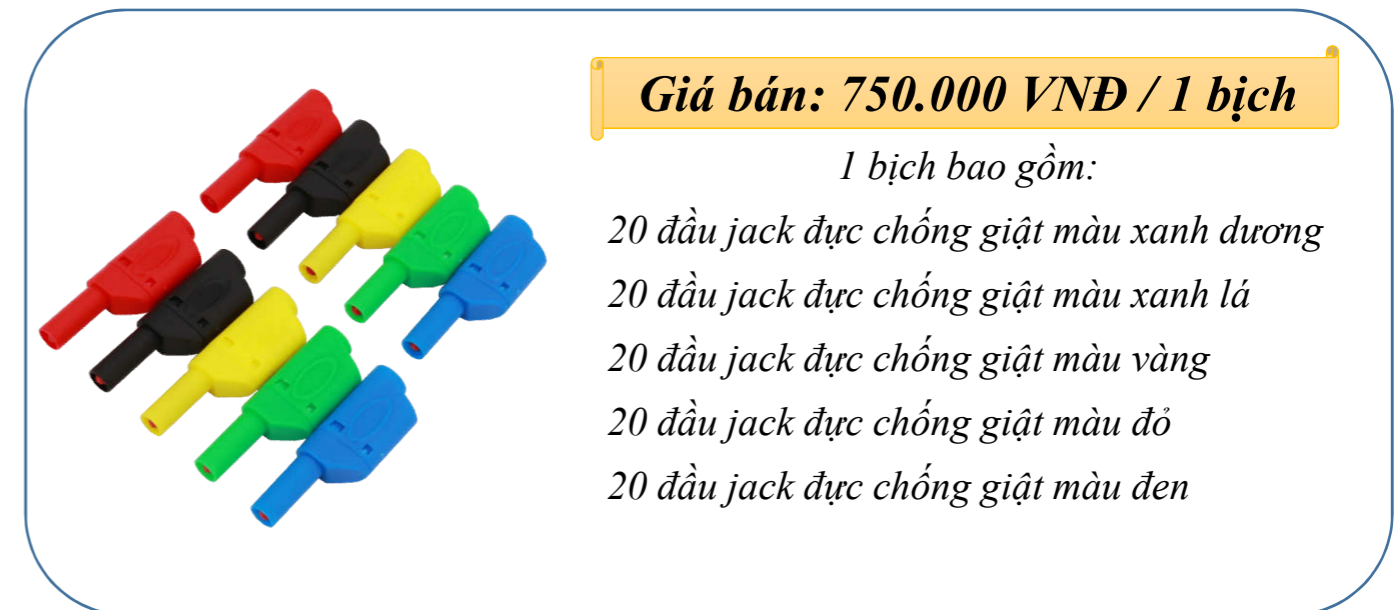 Giá bán: 750.000 VNĐ / 1 bịch
1 bịch bao gồm:
20 đầu jack đực chống giật màu xanh dương
20 đầu jack đực chống giật màu xanh lá
20 đầu jack đực chống giật màu vàng
20 đầu jack đực chống giật màu đỏ
20 đầu jack đực chống giật màu đen